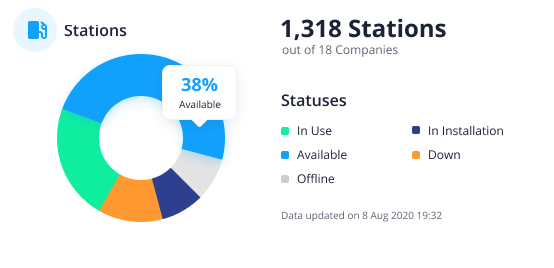 Stations
38%
Available
1,318 Stations
out of 18 Companies
Statuses
In Use
In Installation
Available
Down
Offline
Data updated on 8 Aug 2020 19:32